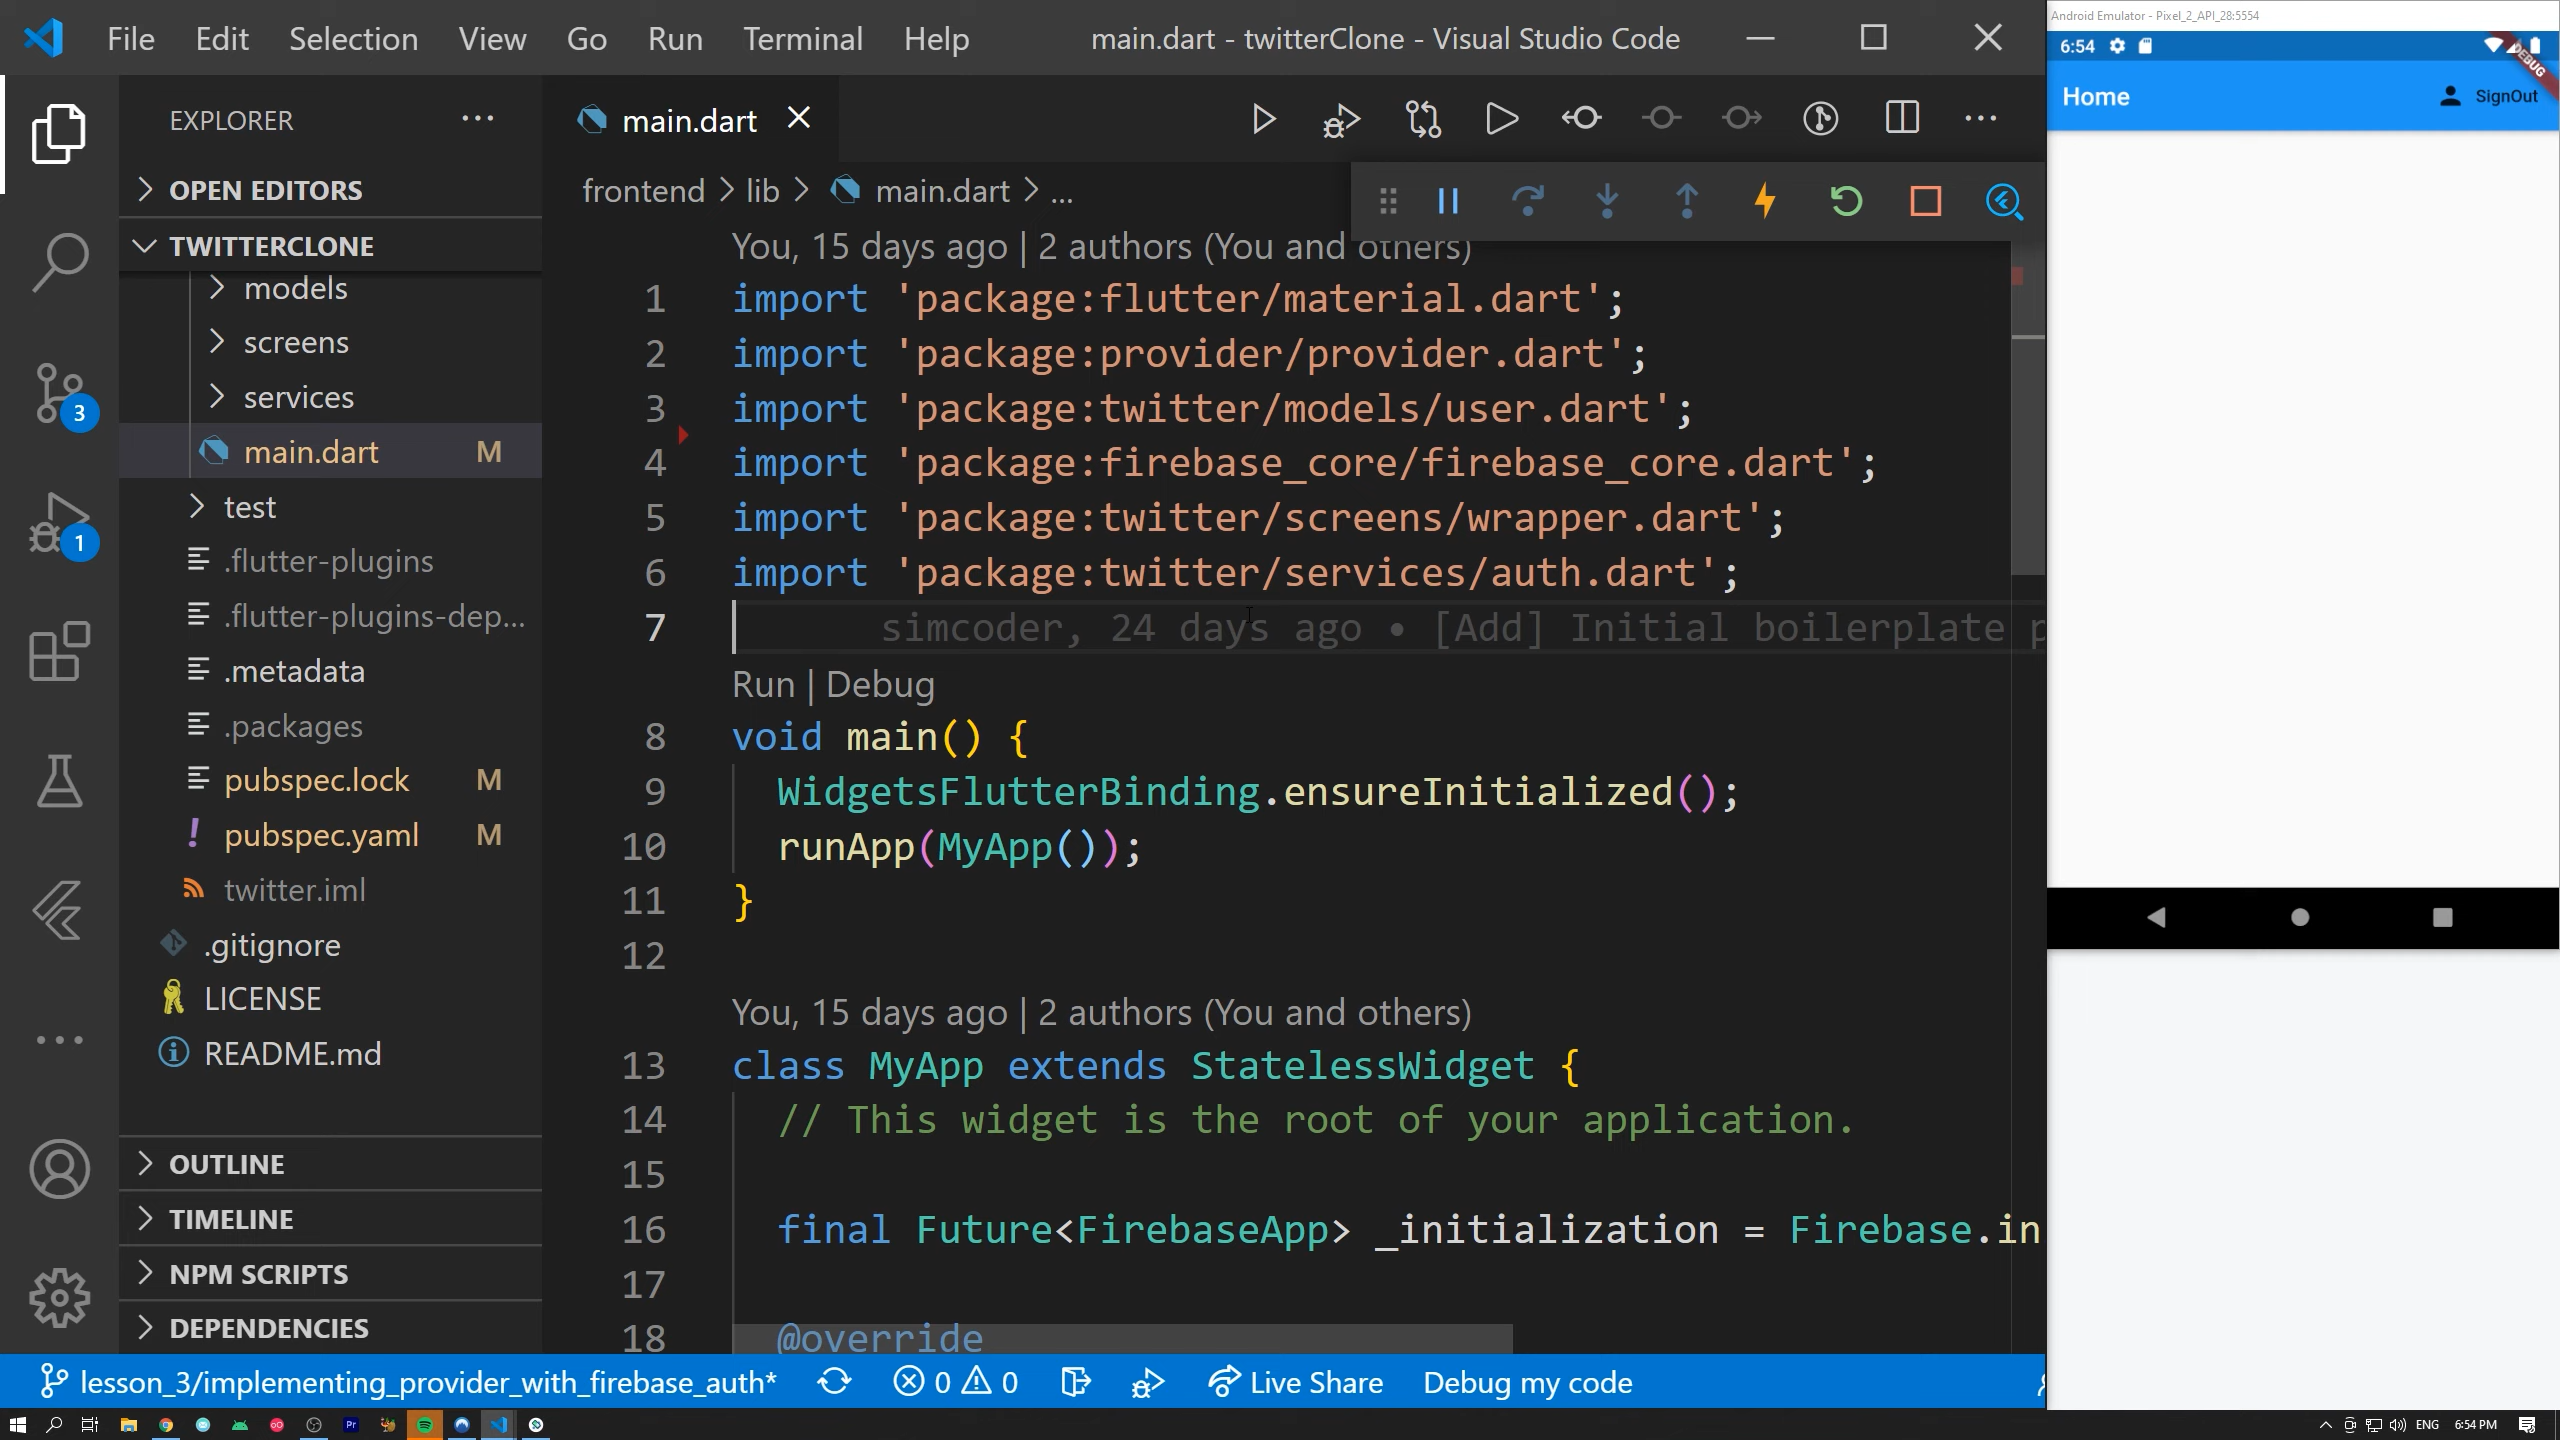 File Edit Selection View Go Run Terminal Help main.dart - twitterClone - Visual Studio Code
EXPLORER
OPEN EDITORS
TWITTERCLONE
models
screens
services
main.dart M
test
.flutter-plugins
.flutter-plugins-dep...
.metadata
.packages
pubspec.lock M
pubspec.yaml M
twitter.iml
.gitignore
LICENSE
README.md
OUTLINE
TIMELINE
NPM SCRIPTS
DEPENDENCIES
3
1
main.dart
frontend > lib > main.dart > ...
You, 15 days ago | 2 authors (You and others)
1 import 'package:flutter/material.dart';
2 import 'package:provider/provider.dart';
3 import 'package:twitter/models/user.dart';
4 import 'package:firebase_core/firebase_core.dart';
5 import 'package:twitter/screens/wrapper.dart';
6 import 'package:twitter/services/auth.dart';
7 simcoder, 24 days ago • [Add] Initial boilerplate p
Run | Debug
8 void main() {
9 WidgetsFlutterBinding.ensureInitialized();
10 runApp(MyApp());
11 }
12
You, 15 days ago | 2 authors (You and others)
13 class MyApp extends StatelessWidget {
14 // This widget is the root of your application.
15
16 final Future<FirebaseApp> _initialization = Firebase.in
17
18 @override
lesson_3/implementing_provider_with_firebase_auth* 0 0 Live Share Debug my code
Android Emulator - Pixel_2_API_28:5554
6:54
DEBUG
Home SignOut
Pr
ENG 6:54 PM